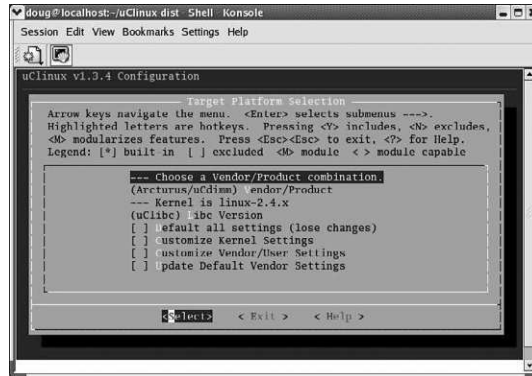 doug@localhost:~/uClinux dist Shell Konsole
Session Edit View Bookmarks Settings Help
uClinux v1.3.4 Configuration
Target Platform Selection
Arrow keys navigate the menu. <Enter> selects submenus --->.
Highlighted letters are hotkeys. Pressing <Y> includes, <N> excludes,
<M> modularizes features. Press <Esc><Esc> to exit, <?> for Help.
Legend: [*] built in [ ] excluded <M> module < > module capable
--- Choose a Vendor/Product combination.
(Arcturus/uCdimm) Vendor/Product
--- Kernel is linux-2.4.x
(uClibc) Libc Version
[ ] Default all settings (lose changes)
[ ] Customize Kernel Settings
[ ] Customize Vendor/User Settings
[ ] Update Default Vendor Settings
<Select> < Exit > < Help >